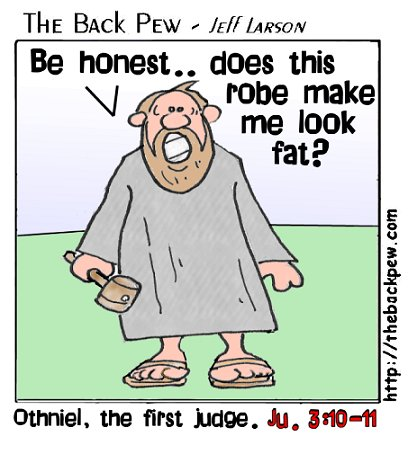 The Back Pew - Jeff Larson
Be honest.. does this
robe make
me look
fat?
http://thebackpew.com
Othniel, the first judge. Ju. 3:10-11